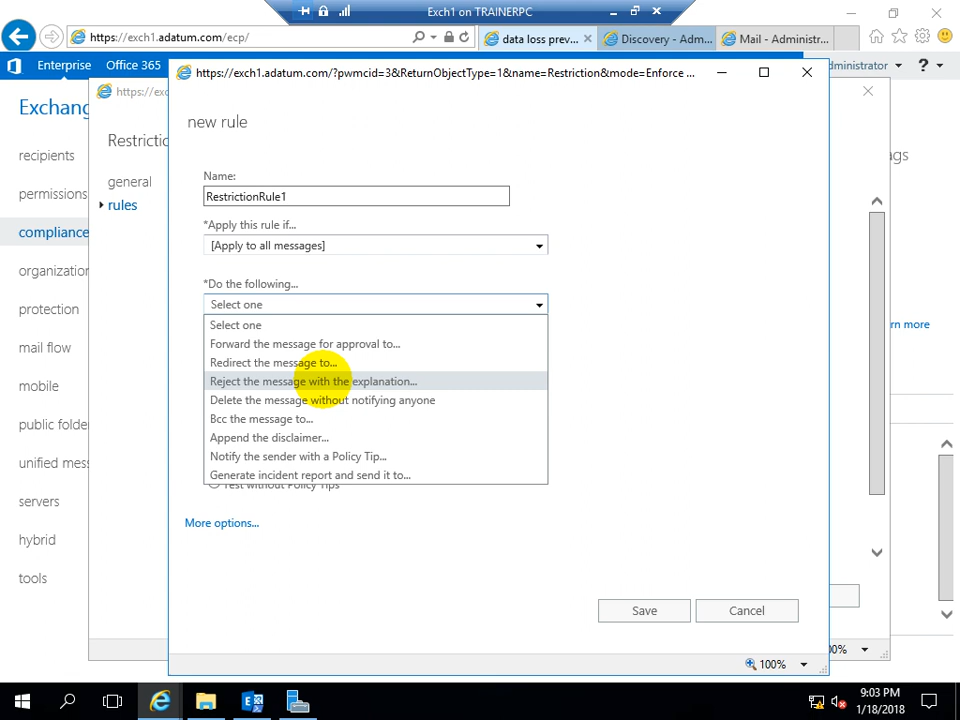 Exch1 on TRAINERPC
https://exch1.adatum.com/ecp/
data loss prev...
Discovery - Adm...
Mail - Administr...
Enterprise
Office 365
dministrator
?
https://exch1.adatum.com/?pwmcid=3&ReturnObjectType=1&name=Restriction&mode=Enforce ...
https://exc
Exchang
new rule
Restrictio
recipients
permissions
compliance
organization
protection
mail flow
mobile
public folde
unified mess
servers
hybrid
tools
general
rules
ags
rn more
Name:
RestrictionRule1
*Apply this rule if...
[Apply to all messages]
*Do the following...
Select one
Select one
Forward the message for approval to...
Redirect the message to...
Reject the message with the explanation...
Delete the message without notifying anyone
Bcc the message to...
Append the disclaimer...
Notify the sender with a Policy Tip...
Generate incident report and send it to...
Test without Policy Tips
More options...
Save
Cancel
100%
00%
9:03 PM
1/18/2018